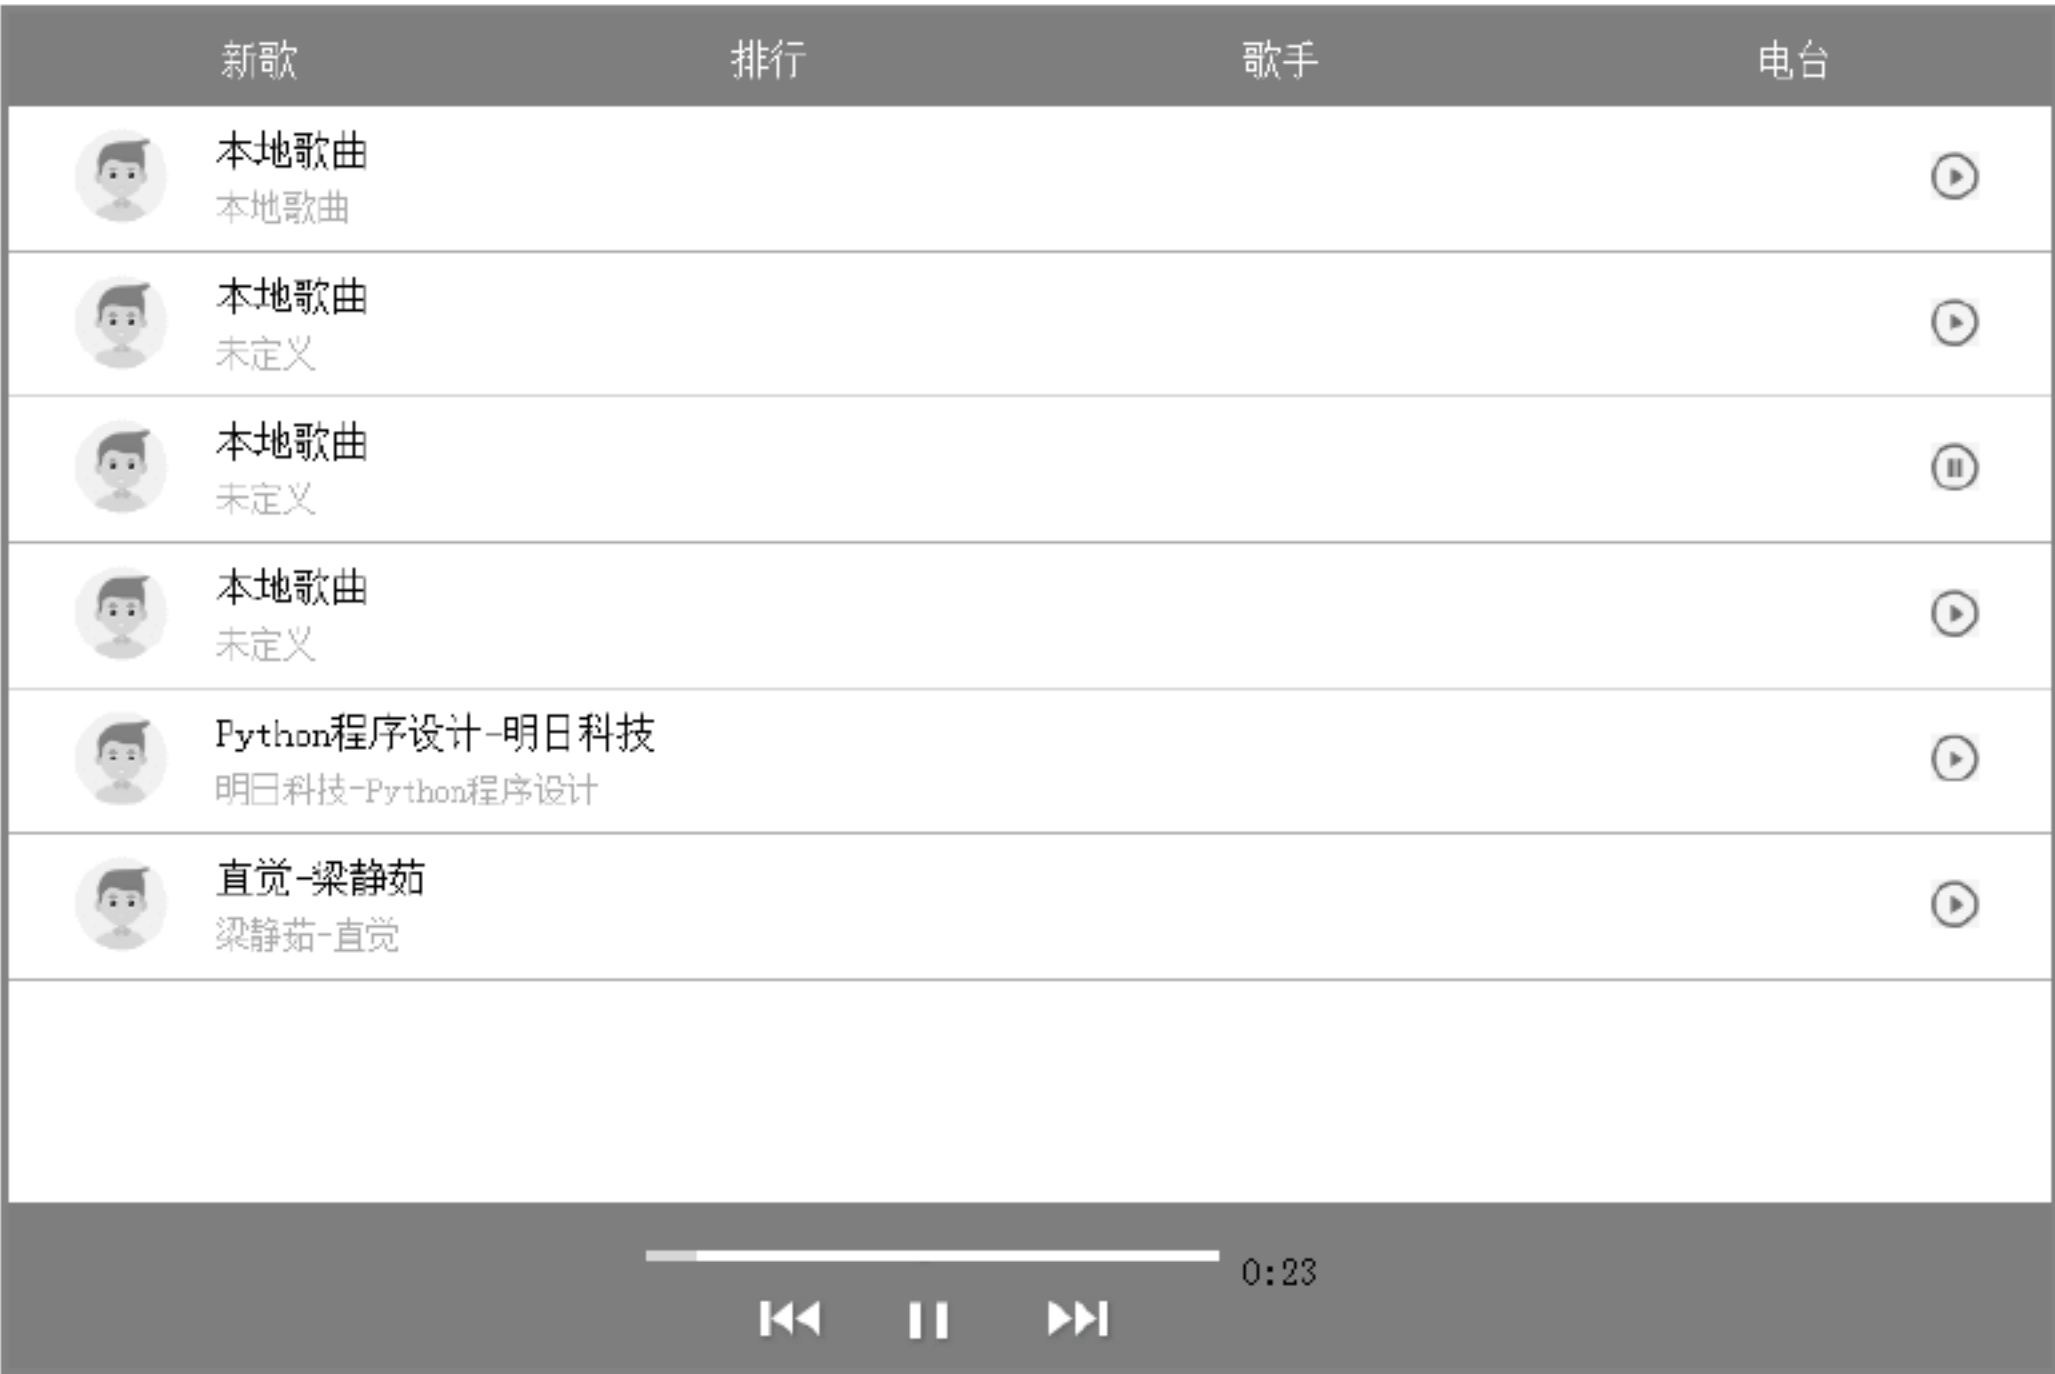 新歌 排行 歌手 电台
本地歌曲
本地歌曲
本地歌曲
未定义
本地歌曲
未定义
本地歌曲
未定义
Python程序设计-明日科技
明日科技-Python程序设计
直觉-梁静茹
梁静茹-直觉
0:23